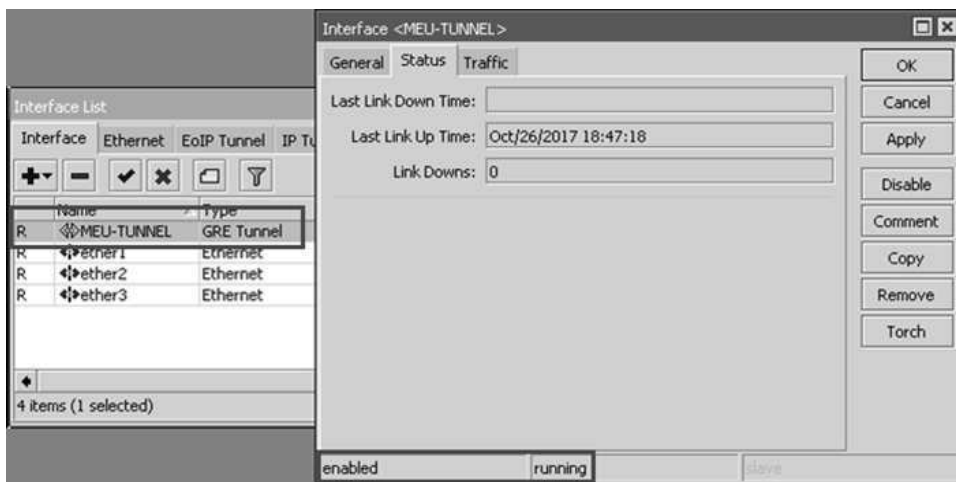 Interface List
Interface Ethernet EoIP Tunnel IP Tu
Name Type
R MEU-TUNNEL GRE Tunnel
R ether1 Ethernet
R ether2 Ethernet
R ether3 Ethernet
4 items (1 selected)
Interface <MEU-TUNNEL>
General Status Traffic
Last Link Down Time:
Last Link Up Time: Oct/26/2017 18:47:18
Link Downs: 0
OK
Cancel
Apply
Disable
Comment
Copy
Remove
Torch
enabled running slave